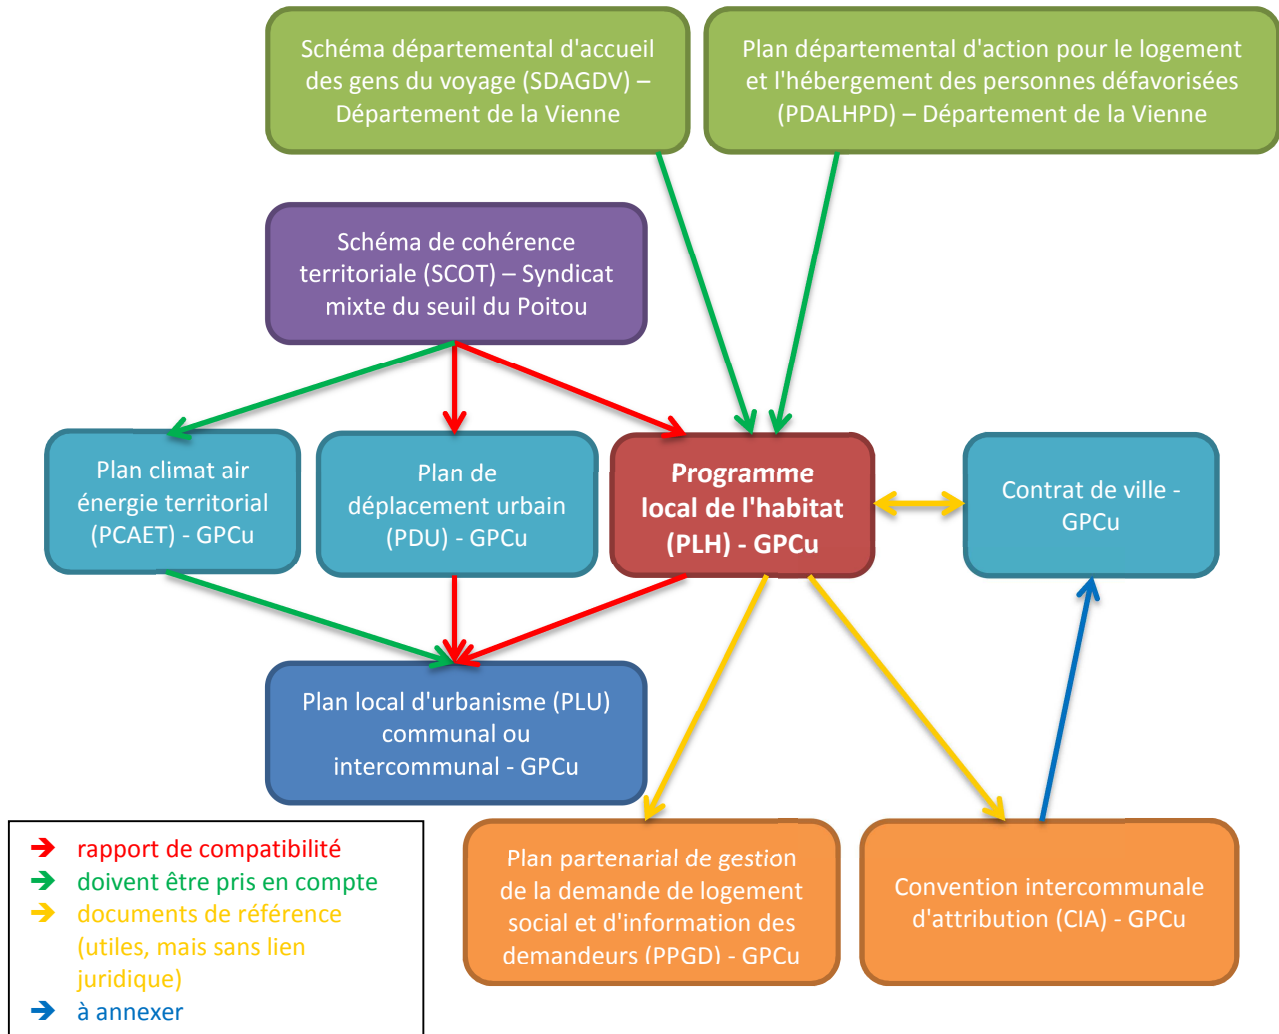 Schéma départemental d'accueil
des gens du voyage (SDAGDV) –
Département de la Vienne
Plan départemental d'action pour le logement
et l'hébergement des personnes défavorisées
(PDALHPD) – Département de la Vienne
Schéma de cohérence
territoriale (SCOT) – Syndicat
mixte du seuil du Poitou
Plan climat air
énergie territorial
(PCAET) - GPCu
Plan de
déplacement urbain
(PDU) - GPCu
Programme
local de l'habitat
(PLH) - GPCu
Contrat de ville -
GPCu
Plan local d'urbanisme (PLU)
communal ou
intercommunal - GPCu
Plan partenarial de gestion
de la demande de logement
social et d'information des
demandeurs (PPGD) - GPCu
Convention intercommunale
d'attribution (CIA) - GPCu
➔ rapport de compatibilité
➔ doivent être pris en compte
➔ documents de référence
(utiles, mais sans lien
juridique)
➔ à annexer